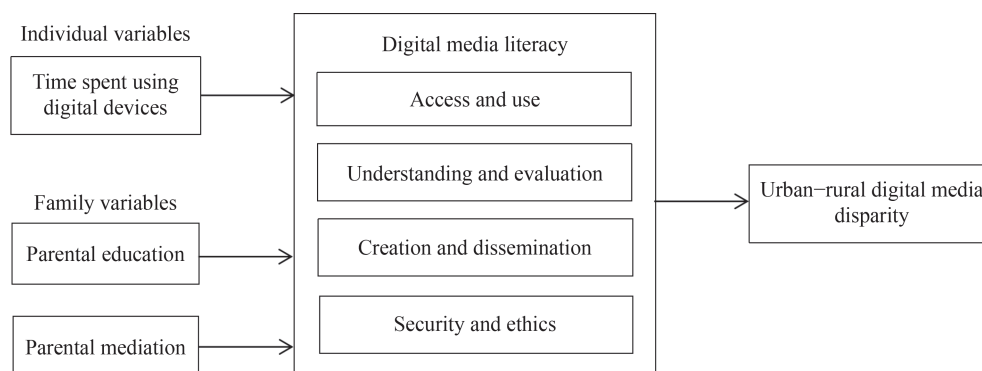 Individual variables
Time spent using
digital devices
Family variables
Parental education
Parental mediation
Digital media literacy
Access and use
Understanding and evaluation
Creation and dissemination
Security and ethics
Urban−rural digital media
disparity